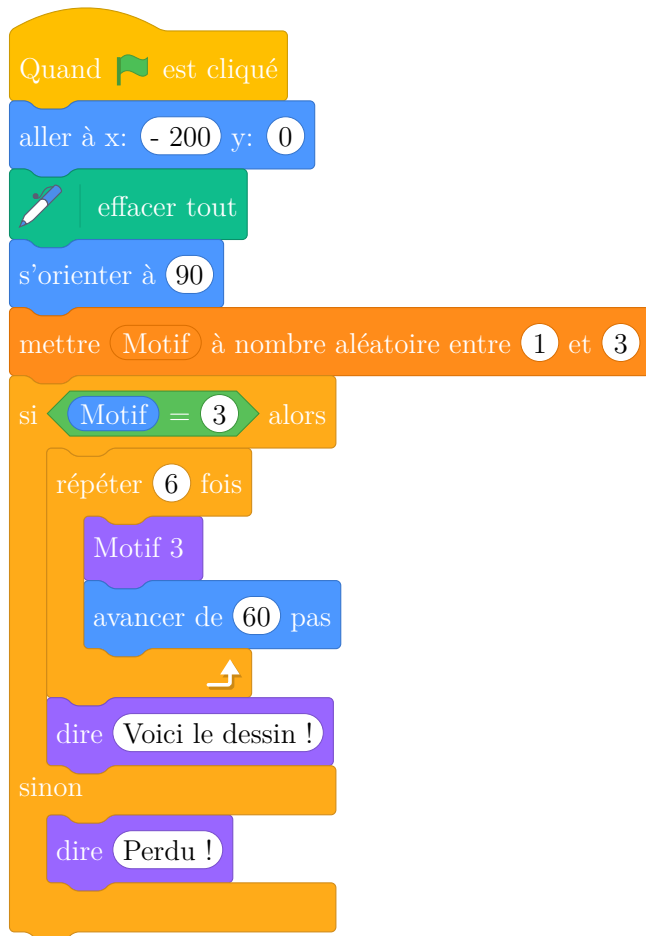 Quand est cliqué
aller à x: - 200 y: 0
effacer tout
s'orienter à 90
mettre Motif à nombre aléatoire entre 1 et 3
si Motif = 3 alors
répéter 6 fois
Motif 3
avancer de 60 pas
dire Voici le dessin !
sinon
dire Perdu !